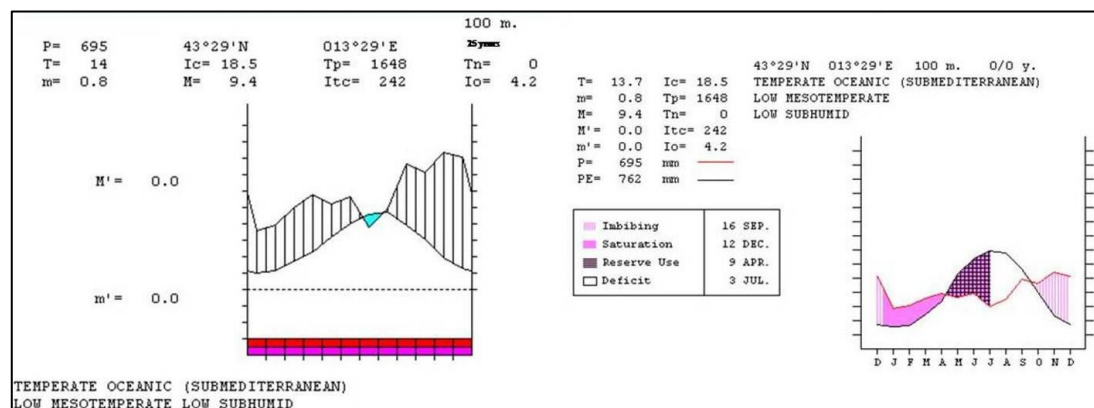 100 m.
P= 695 43°29'N 013°29'E 25 years
T= 14 Ic= 18.5 Tp= 1648 Tn= 0
m= 0.8 M= 9.4 Itc= 242 Io= 4.2
M'= 0.0
m'= 0.0
TEMPERATE OCEANIC (SUBMEDITERRANEAN)
LOW MESOTEMPERATE LOW SUBHUMID
43°29'N 013°29'E 100 m. 0/0 y.
T= 13.7 Ic= 18.5 TEMPERATE OCEANIC (SUBMEDITERRANEAN)
m= 0.8 Tp= 1648 LOW MESOTEMPERATE
M= 9.4 Tn= 0 LOW SUBHUMID
M'= 0.0 Itc= 242
m'= 0.0 Io= 4.2
P= 695 mm
PE= 762 mm
Imbibing 16 SEP.
Saturation 12 DEC.
Reserve Use 9 APR.
Deficit 3 JUL.
D J F M A M J J A S O N D